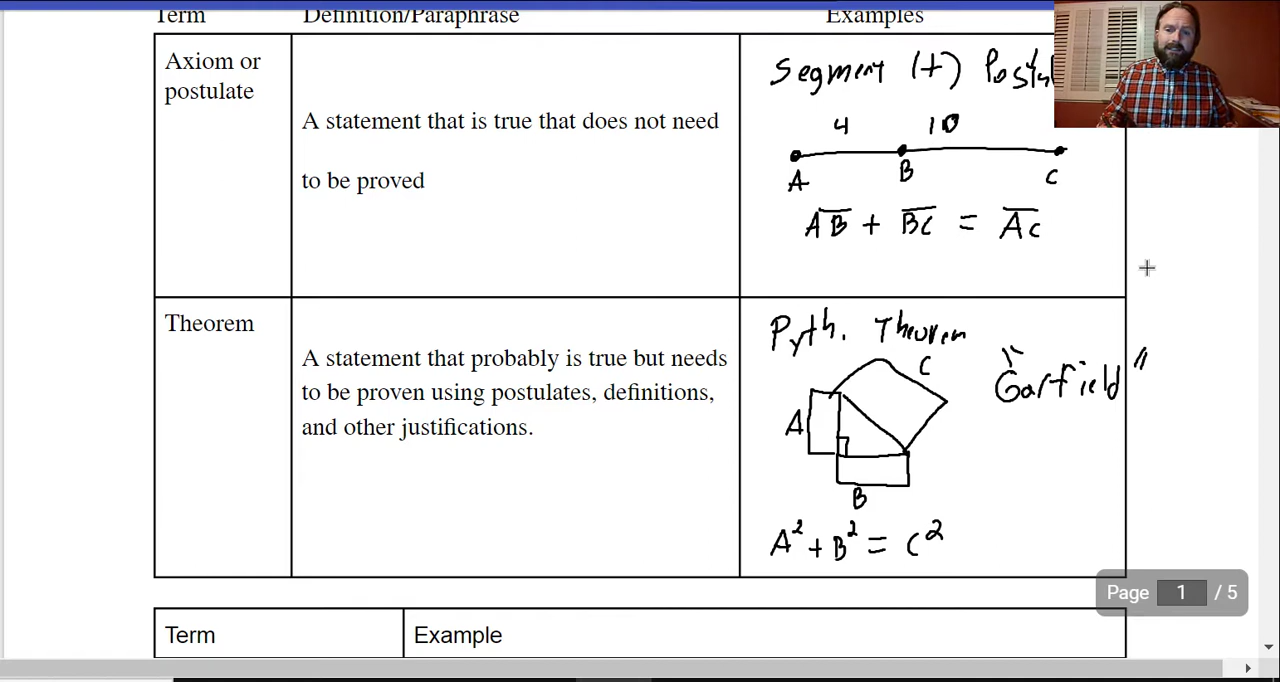 Term Definition/Paraphrase Examples
Axiom or
postulate
A statement that is true that does not need
to be proved
Segment (+)
4 10
A B C
AB + BC = AC
Theorem
A statement that probably is true but needs
to be proven using postulates, definitions,
and other justifications.
Pyth. Theorem
C
"Garfield"
A
B
A² + B² = C²
Page 1 / 5
Term Example